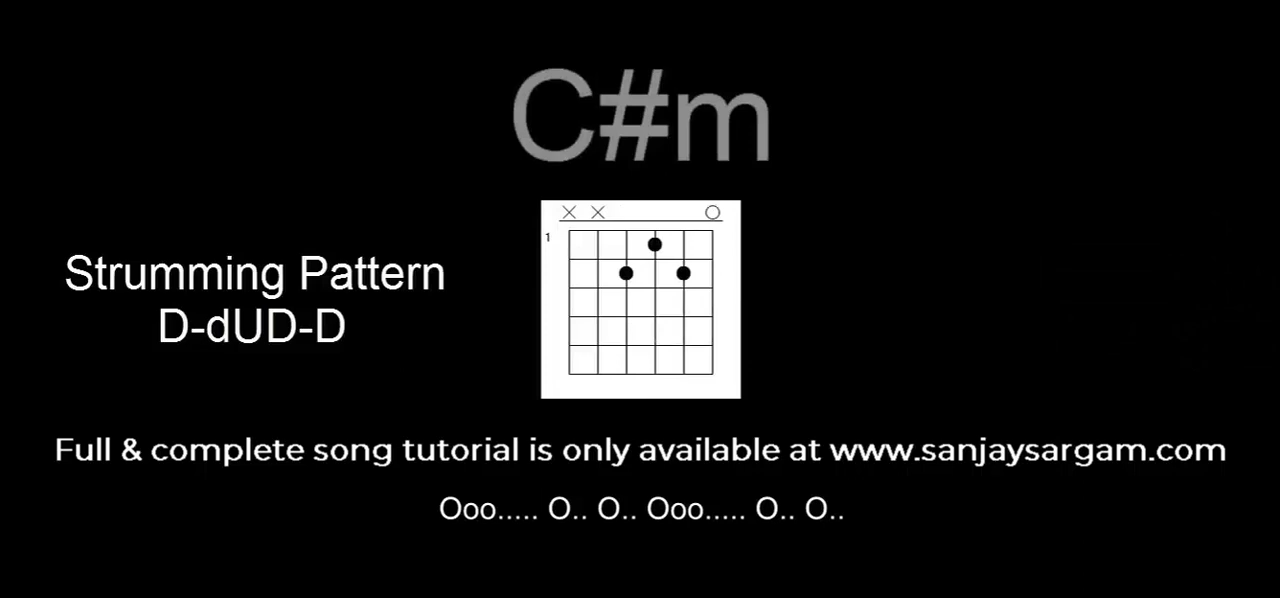 C#m
X X O
1
Strumming Pattern
D-dUD-D
Full & complete song tutorial is only available at www.sanjaysargam.com
Ooo..... O.. O.. Ooo..... O.. O..